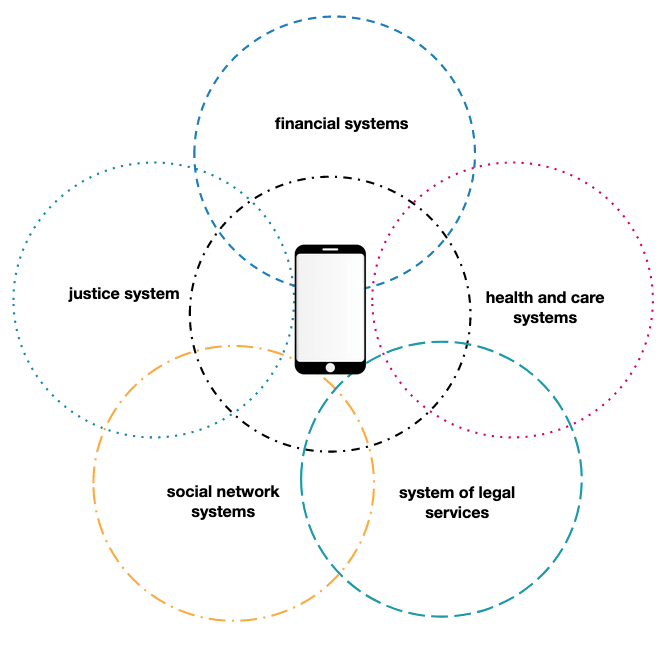 financial systems
justice system
health and care
systems
social network
systems
system of legal
services